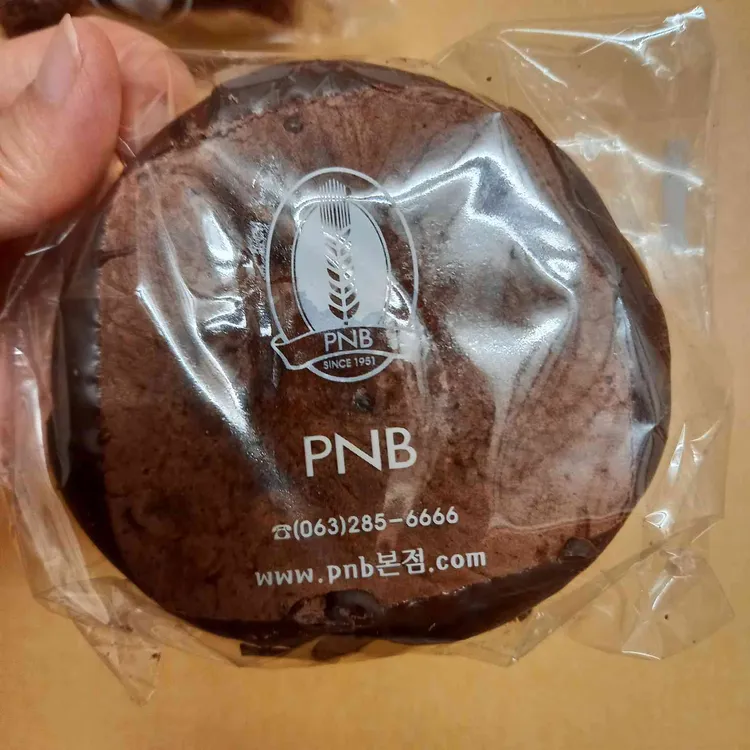 PNB
SINCE 1951
PNB
☎(063)285-6666
www.pnb본점.com